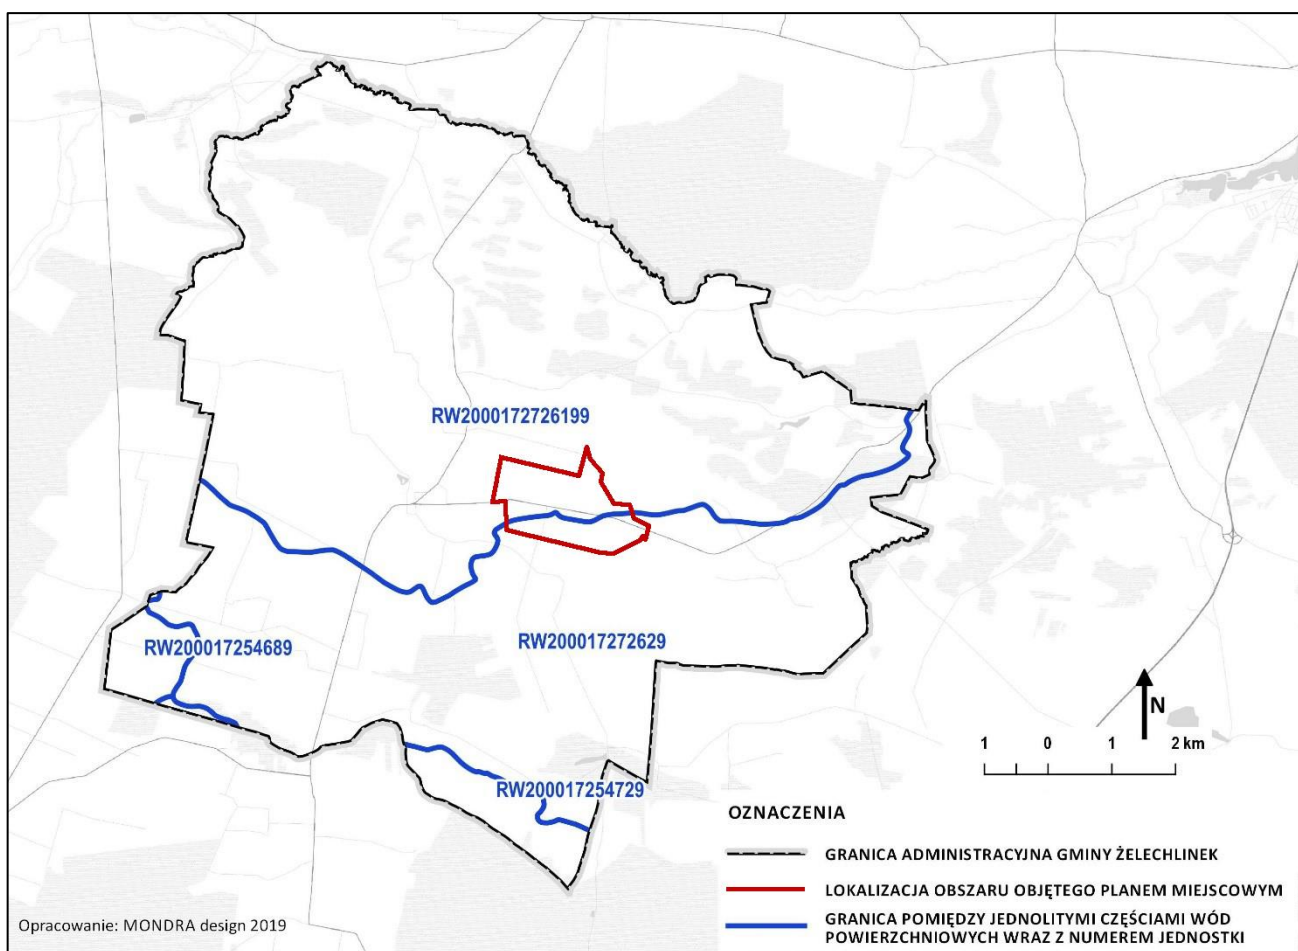 RW2000172726199
RW200017254689
RW200017272629
N
1 0 1 2 km
RW200017254729
OZNACZENIA
GRANICA ADMINISTRACYJNA GMINY ŻELECHLINEK
LOKALIZACJA OBSZARU OBJĘTEGO PLANEM MIEJSCOWYM
GRANICA POMIĘDZY JEDNOLITYMI CZĘŚCIAMI WÓD
POWIERZCHNIOWYCH WRAZ Z NUMEREM JEDNOSTKI
Opracowanie: MONDRA design 2019